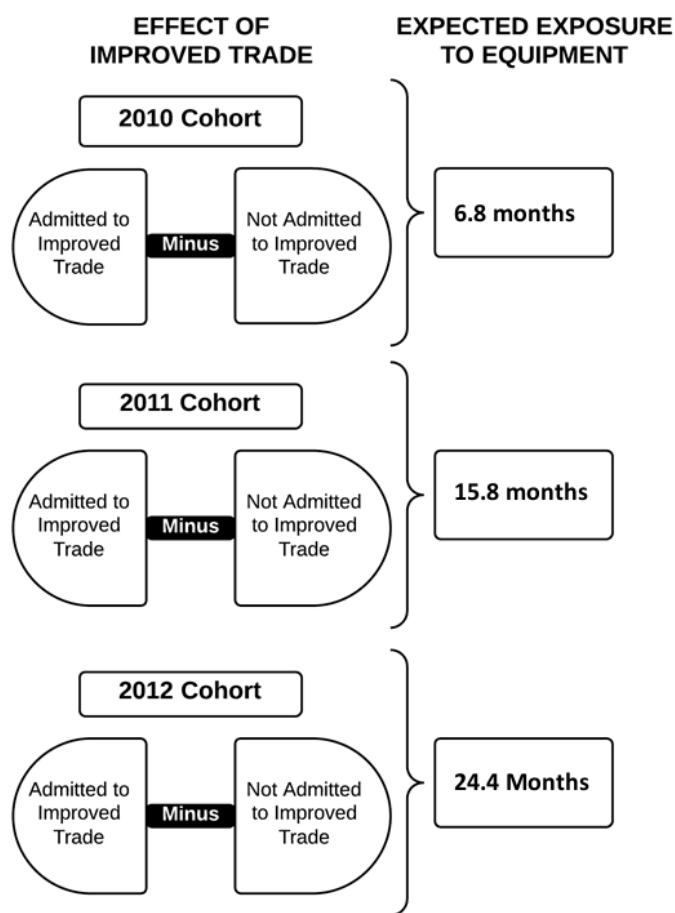 EFFECT OF
IMPROVED TRADE
EXPECTED EXPOSURE
TO EQUIPMENT
2010 Cohort
Admitted to
Improved
Trade
Minus
Not Admitted
to Improved
Trade
6.8 months
2011 Cohort
Admitted to
Improved
Trade
Minus
Not Admitted
to Improved
Trade
15.8 months
2012 Cohort
Admitted to
Improved
Trade
Minus
Not Admitted
to Improved
Trade
24.4 Months